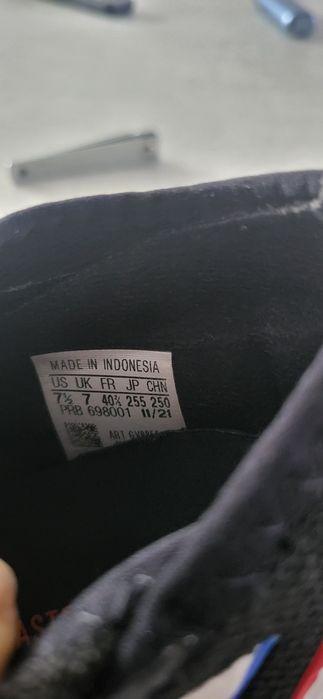 MADE IN INDONESIA
US UK FR JP CHN
7½ 7 40⅔ 255 250
PRB 698001 11/21
ART